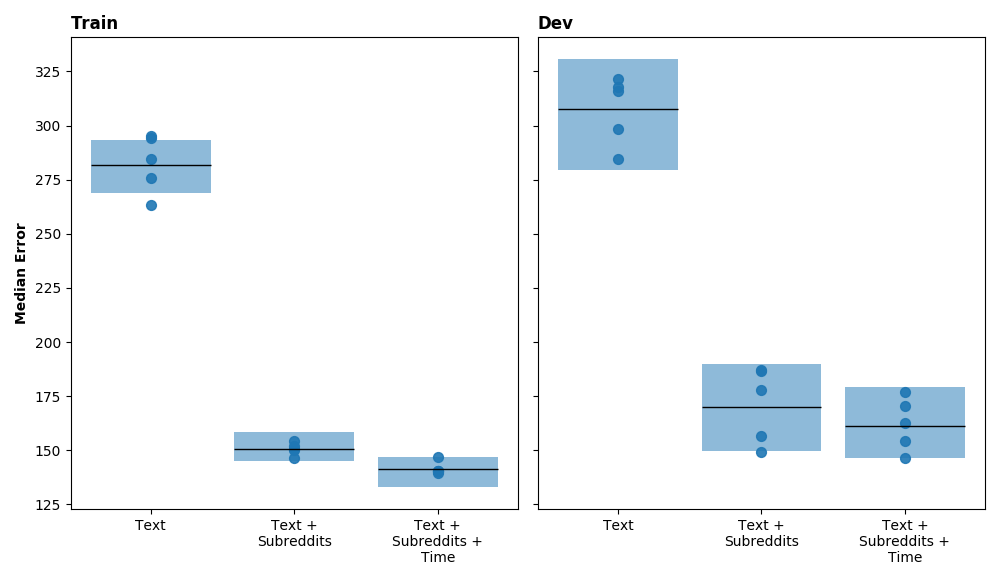 Train
Dev
Median Error
325
300
275
250
225
200
175
150
125
Text
Text +
Subreddits
Text +
Subreddits +
Time
Text
Text +
Subreddits
Text +
Subreddits +
Time